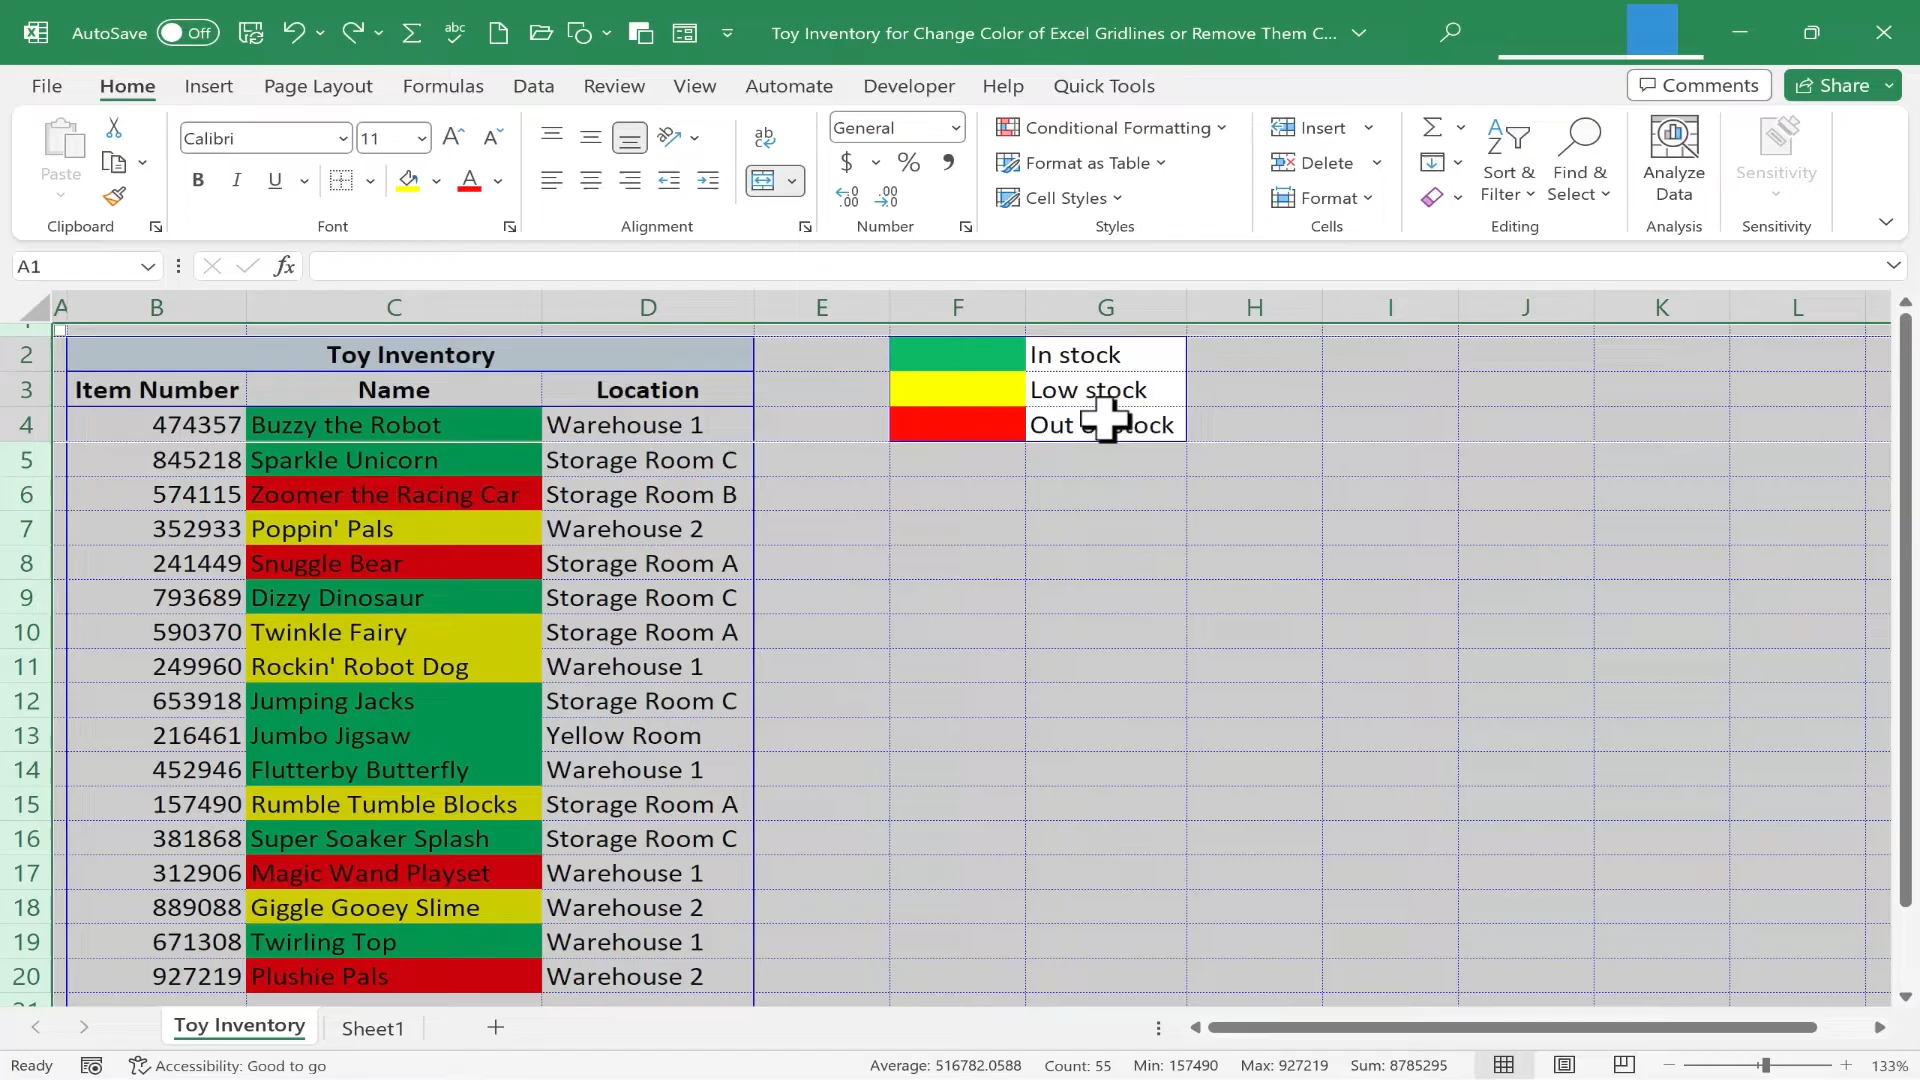 AutoSave Off abc Toy Inventory for Change Color of Excel Gridlines or Remove Them C...
File Home Insert Page Layout Formulas Data Review View Automate Developer Help Quick Tools Comments Share
Paste
Clipboard
Calibri 11
B I U A
Font
ab
Alignment
General
$ % 9
Number
Conditional Formatting
Format as Table
Cell Styles
Styles
Insert
Delete
Format
Cells
Sort & Filter
Find & Select
Editing
Analyze Data
Analysis
Sensitivity
Sensitivity
A1 fx
A B C D E F G H I J K L
2 Toy Inventory In stock
3 Item Number Name Location Low stock
4 474357 Buzzy the Robot Warehouse 1 Out stock
5 845218 Sparkle Unicorn Storage Room C
6 574115 Zoomer the Racing Car Storage Room B
7 352933 Poppin' Pals Warehouse 2
8 241449 Snuggle Bear Storage Room A
9 793689 Dizzy Dinosaur Storage Room C
10 590370 Twinkle Fairy Storage Room A
11 249960 Rockin' Robot Dog Warehouse 1
12 653918 Jumping Jacks Storage Room C
13 216461 Jumbo Jigsaw Yellow Room
14 452946 Flutterby Butterfly Warehouse 1
15 157490 Rumble Tumble Blocks Storage Room A
16 381868 Super Soaker Splash Storage Room C
17 312906 Magic Wand Playset Warehouse 1
18 889088 Giggle Gooey Slime Warehouse 2
19 671308 Twirling Top Warehouse 1
20 927219 Plushie Pals Warehouse 2
Toy Inventory Sheet1
Ready Accessibility: Good to go Average: 516782.0588 Count: 55 Min: 157490 Max: 927219 Sum: 8785295 133%